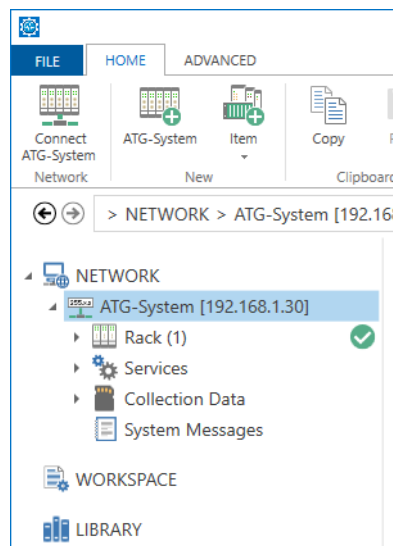 FILE HOME ADVANCED
Connect
ATG-System
ATG-System
Item
Copy
Network
New
Clipboard
> NETWORK > ATG-System [192.16
NETWORK
ATG-System [192.168.1.30]
Rack (1)
Services
Collection Data
System Messages
WORKSPACE
LIBRARY